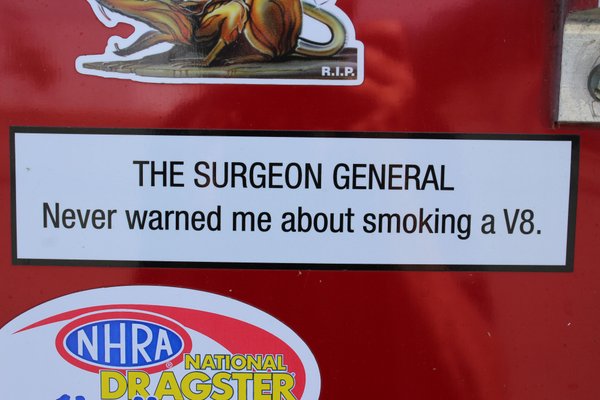 R.I.P.
THE SURGEON GENERAL
Never warned me about smoking a V8.
NHRA
NATIONAL
DRAGSTER